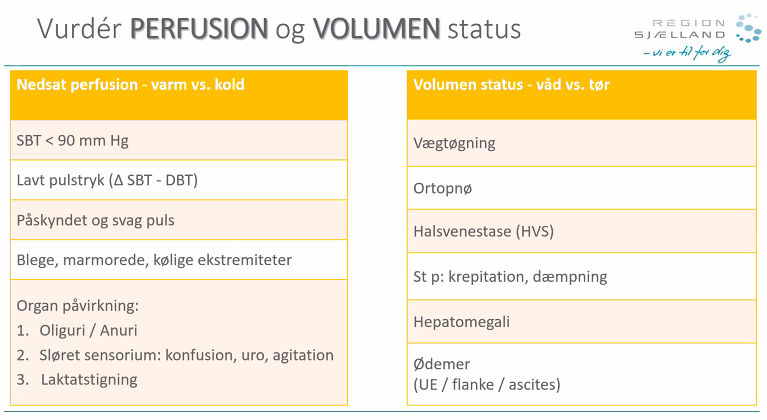 Vurdér PERFUSION og VOLUMEN status
REGION
SJÆLLAND
- vi er til for dig
Nedsat perfusion - varm vs. kold
SBT < 90 mm Hg
Lavt pulstryk (Δ SBT - DBT)
Påskyndet og svag puls
Blege, marmorede, kølige ekstremiteter
Organ påvirkning:
1. Oliguri / Anuri
2. Sløret sensorium: konfusion, uro, agitation
3. Laktatstigning
Volumen status - våd vs. tør
Vægtøgning
Ortopnø
Halsvenestase (HVS)
St p: krepitation, dæmpning
Hepatomegali
Ødemer
(UE / flanke / ascites)